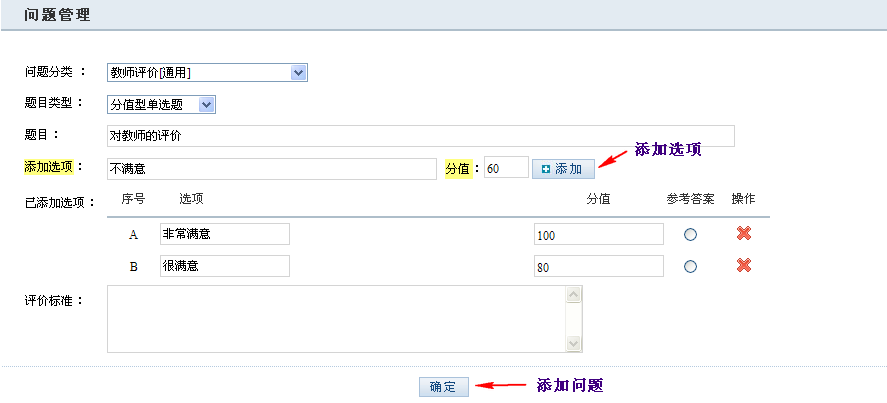 问题管理
问题分类 : 教师评价[通用]
题目类型 : 分值型单选题
题目 : 对教师的评价
添加选项 : 不满意 分值 : 60 添加 添加选项
已添加选项 : 序号 选项 分值 参考答案 操作
A 非常满意 100
B 很满意 80
评价标准 :
确定 添加问题